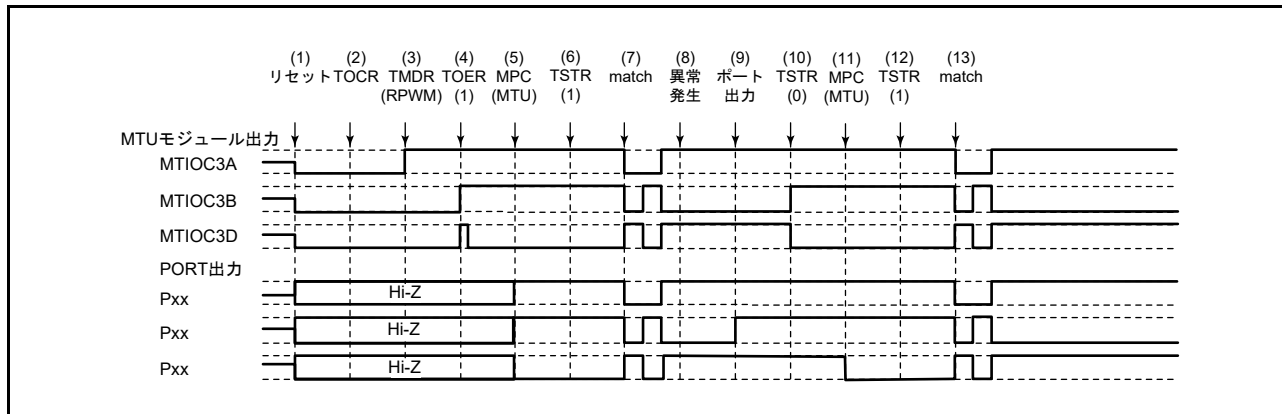 (1) (2) (3) (4) (5) (6) (7) (8) (9) (10) (11) (12) (13)
リセット TOCR TMDR TOER MPC TSTR match 異常 ポート TSTR MPC TSTR match
(RPWM) (1) (MTU) (1) 発生 出力 (0) (MTU) (1)
MTUモジュール出力
MTIOC3A
MTIOC3B
MTIOC3D
PORT出力
Pxx Hi-Z
Pxx Hi-Z
Pxx Hi-Z